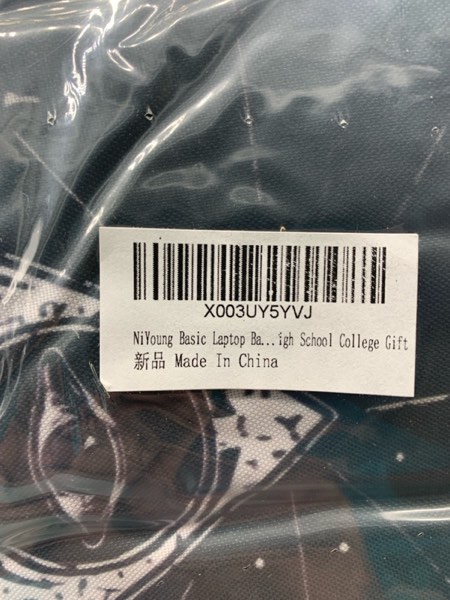 X003UY5YVJ
NiYoung Basic Laptop Ba...igh School College Gift
新品 Made In China